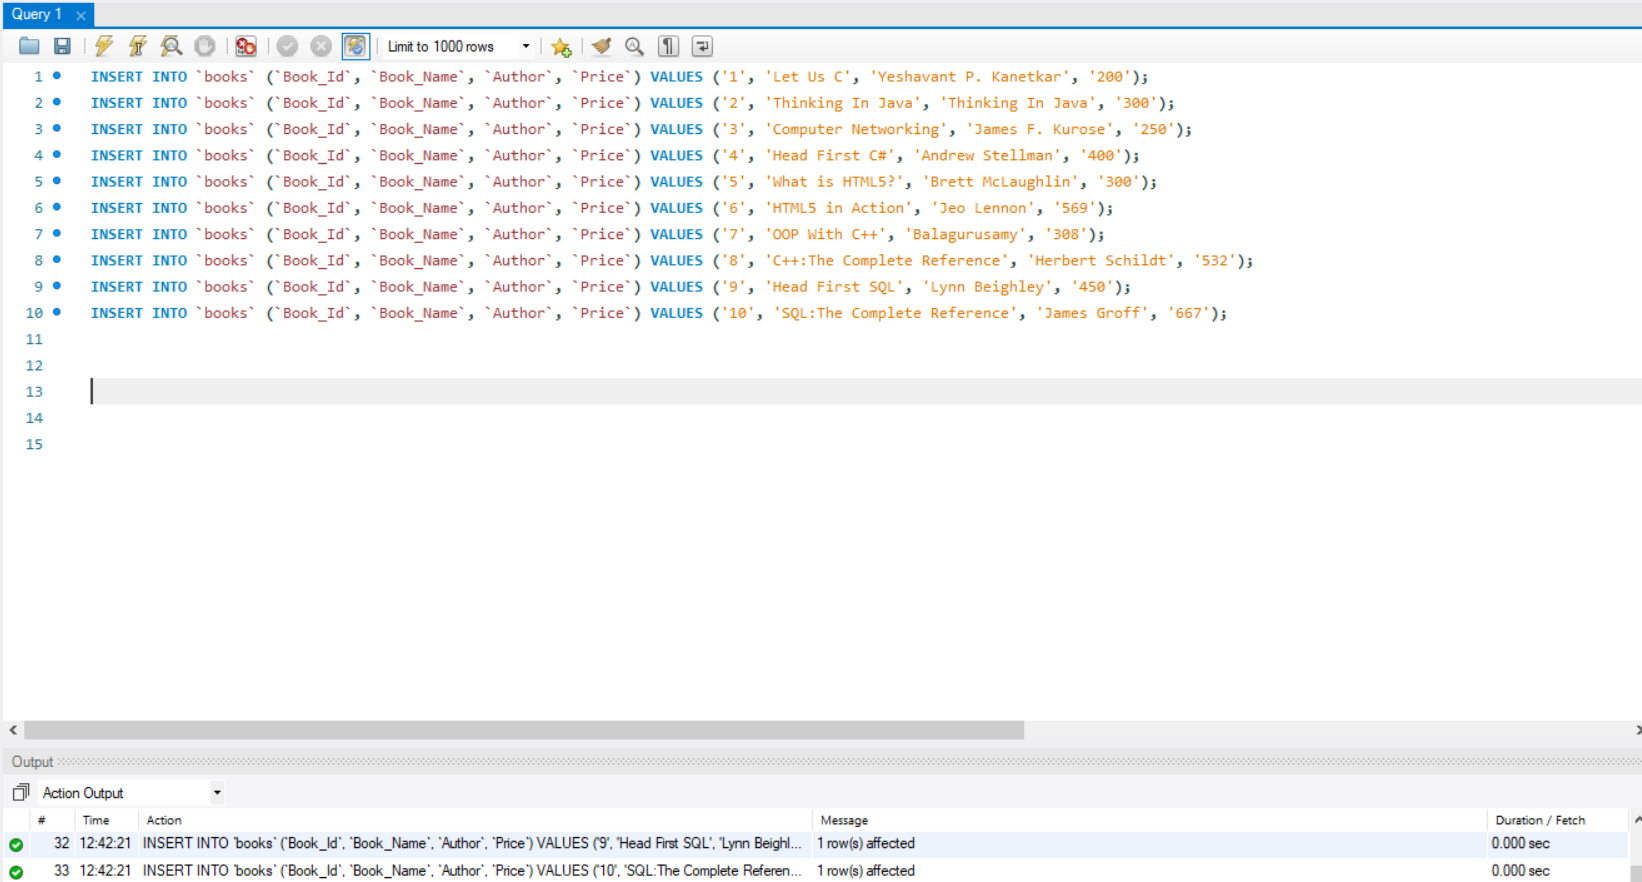 Query 1
Limit to 1000 rows
1 INSERT INTO `books` (`Book_Id`, `Book_Name`, `Author`, `Price`) VALUES ('1', 'Let Us C', 'Yeshavant P. Kanetkar', '200');
2 INSERT INTO `books` (`Book_Id`, `Book_Name`, `Author`, `Price`) VALUES ('2', 'Thinking In Java', 'Thinking In Java', '300');
3 INSERT INTO `books` (`Book_Id`, `Book_Name`, `Author`, `Price`) VALUES ('3', 'Computer Networking', 'James F. Kurose', '250');
4 INSERT INTO `books` (`Book_Id`, `Book_Name`, `Author`, `Price`) VALUES ('4', 'Head First C#', 'Andrew Stellman', '400');
5 INSERT INTO `books` (`Book_Id`, `Book_Name`, `Author`, `Price`) VALUES ('5', 'What is HTML5?', 'Brett McLaughlin', '300');
6 INSERT INTO `books` (`Book_Id`, `Book_Name`, `Author`, `Price`) VALUES ('6', 'HTML5 in Action', 'Jeo Lennon', '569');
7 INSERT INTO `books` (`Book_Id`, `Book_Name`, `Author`, `Price`) VALUES ('7', 'OOP With C++', 'Balagurusamy', '308');
8 INSERT INTO `books` (`Book_Id`, `Book_Name`, `Author`, `Price`) VALUES ('8', 'C++:The Complete Reference', 'Herbert Schildt', '532');
9 INSERT INTO `books` (`Book_Id`, `Book_Name`, `Author`, `Price`) VALUES ('9', 'Head First SQL', 'Lynn Beighley', '450');
10 INSERT INTO `books` (`Book_Id`, `Book_Name`, `Author`, `Price`) VALUES ('10', 'SQL:The Complete Reference', 'James Groff', '667');
11
12
13
14
15
Output
Action Output
# Time Action Message Duration / Fetch
32 12:42:21 INSERT INTO `books` (`Book_Id`, `Book_Name`, `Author`, `Price`) VALUES ('9', 'Head First SQL', 'Lynn Beighl... 1 row(s) affected 0.000 sec
33 12:42:21 INSERT INTO `books` (`Book_Id`, `Book_Name`, `Author`, `Price`) VALUES ('10', 'SQL:The Complete Referen... 1 row(s) affected 0.000 sec